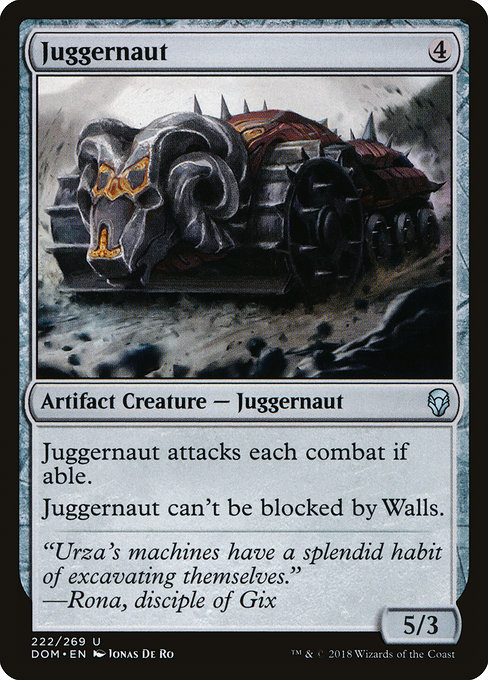 Juggernaut 4
Artifact Creature — Juggernaut
Juggernaut attacks each combat if
able.
Juggernaut can't be blocked by Walls.
“Urza's machines have a splendid habit
of excavating themselves.”
—Rona, disciple of Gix
5/3
222/269 U
DOM • EN Jonas De Ro
™ & © 2018 Wizards of the Coast